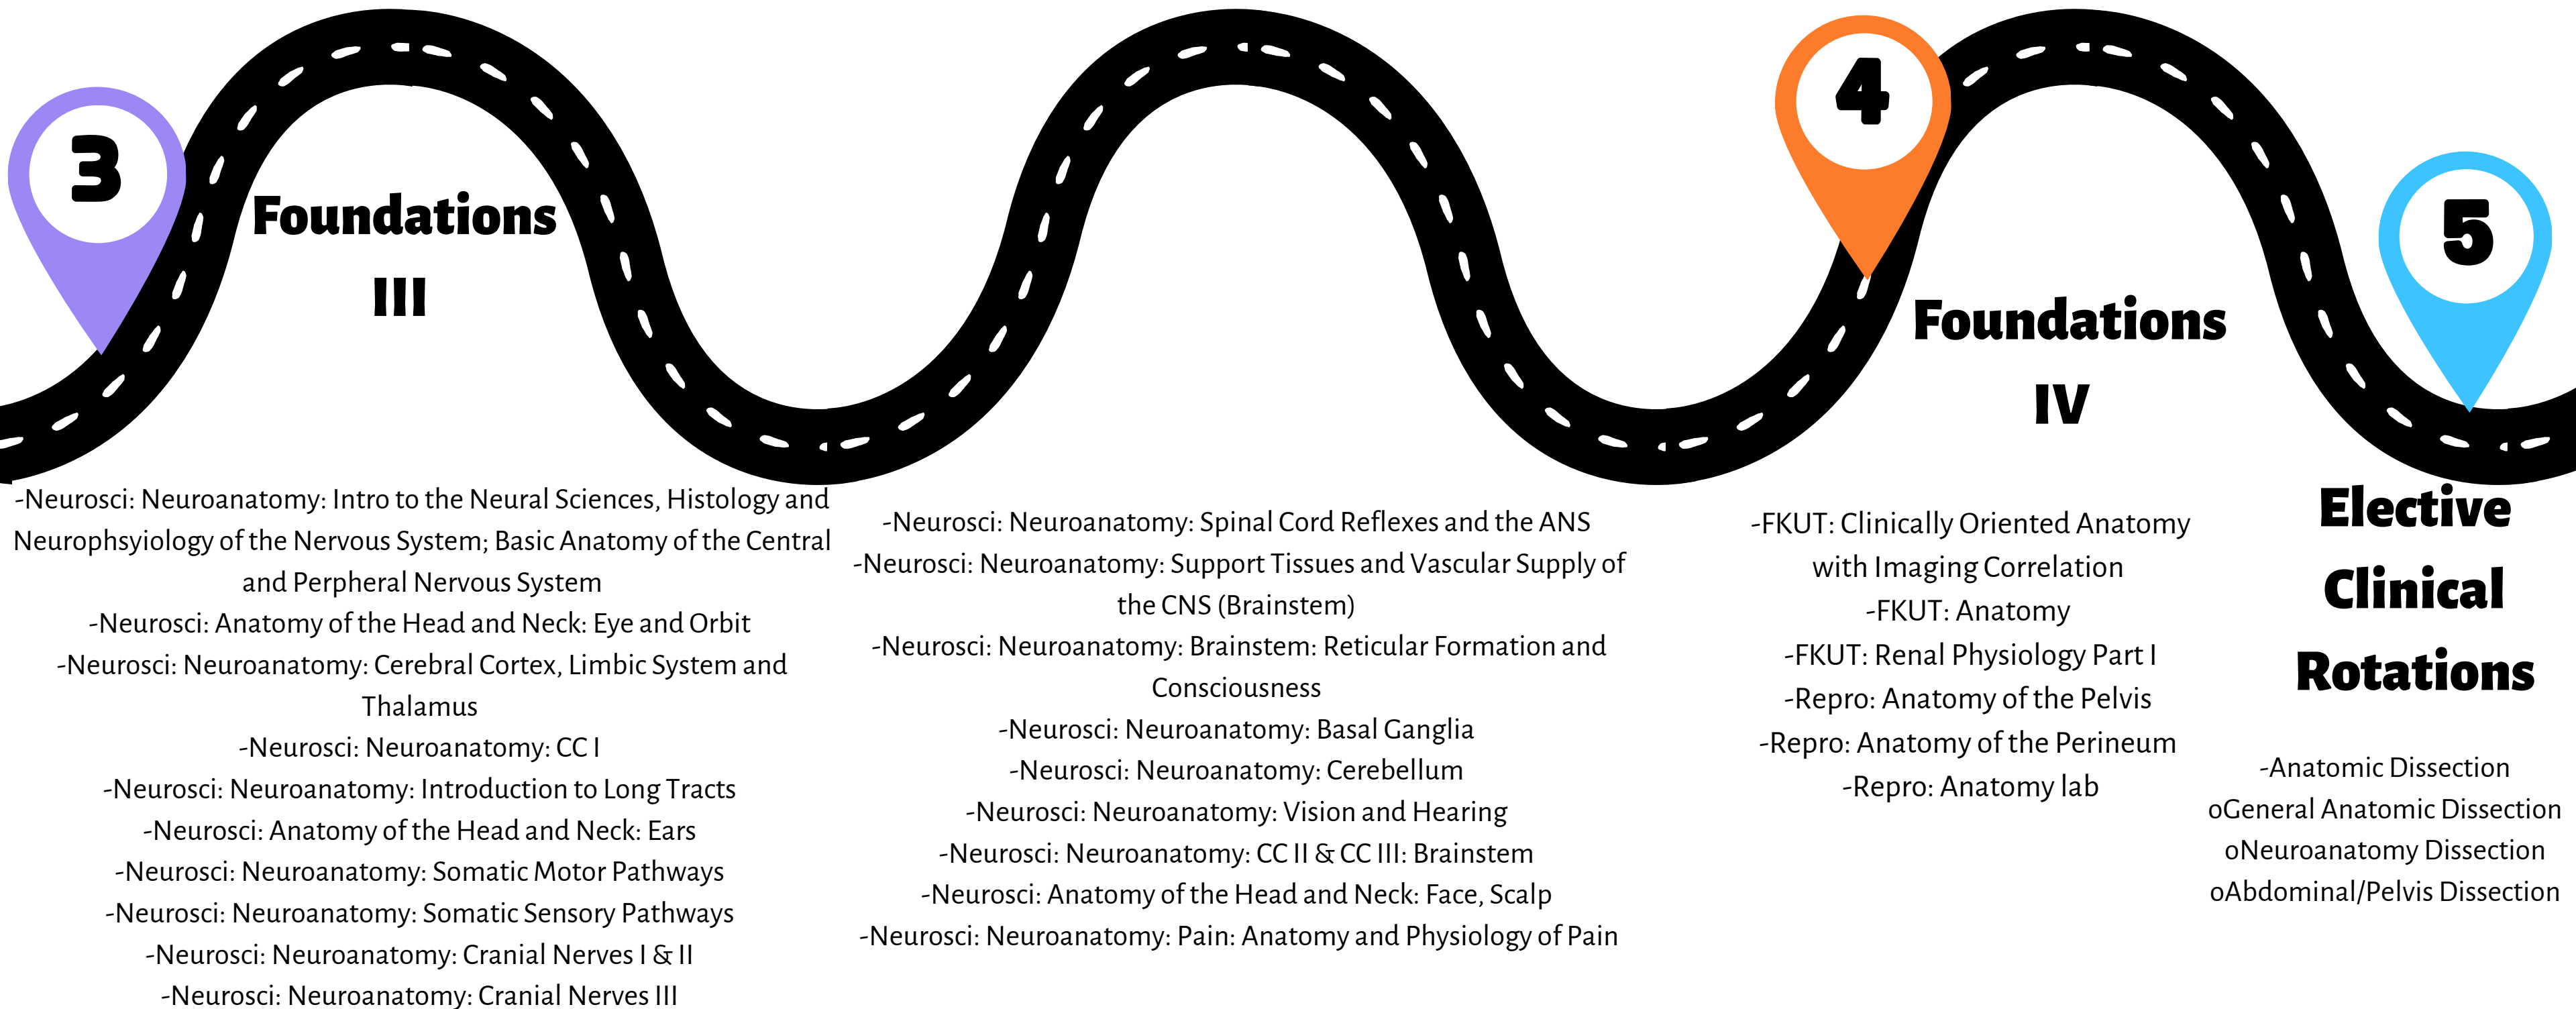 3
Foundations
III
-Neurosci: Neuroanatomy: Intro to the Neural Sciences, Histology and
Neurophsyiology of the Nervous System; Basic Anatomy of the Central
and Perpheral Nervous System
-Neurosci: Anatomy of the Head and Neck: Eye and Orbit
-Neurosci: Neuroanatomy: Cerebral Cortex, Limbic System and
Thalamus
-Neurosci: Neuroanatomy: CC I
-Neurosci: Neuroanatomy: Introduction to Long Tracts
-Neurosci: Anatomy of the Head and Neck: Ears
-Neurosci: Neuroanatomy: Somatic Motor Pathways
-Neurosci: Neuroanatomy: Somatic Sensory Pathways
-Neurosci: Neuroanatomy: Cranial Nerves I & II
-Neurosci: Neuroanatomy: Cranial Nerves III
-Neurosci: Neuroanatomy: Spinal Cord Reflexes and the ANS
-Neurosci: Neuroanatomy: Support Tissues and Vascular Supply of
the CNS (Brainstem)
-Neurosci: Neuroanatomy: Brainstem: Reticular Formation and
Consciousness
-Neurosci: Neuroanatomy: Basal Ganglia
-Neurosci: Neuroanatomy: Cerebellum
-Neurosci: Neuroanatomy: Vision and Hearing
-Neurosci: Neuroanatomy: CC II & CC III: Brainstem
-Neurosci: Anatomy of the Head and Neck: Face, Scalp
-Neurosci: Neuroanatomy: Pain: Anatomy and Physiology of Pain
4
Foundations
IV
-FKUT: Clinically Oriented Anatomy
with Imaging Correlation
-FKUT: Anatomy
-FKUT: Renal Physiology Part I
-Repro: Anatomy of the Pelvis
-Repro: Anatomy of the Perineum
-Repro: Anatomy lab
5
Elective
Clinical
Rotations
-Anatomic Dissection
oGeneral Anatomic Dissection
oNeuroanatomy Dissection
oAbdominal/Pelvis Dissection